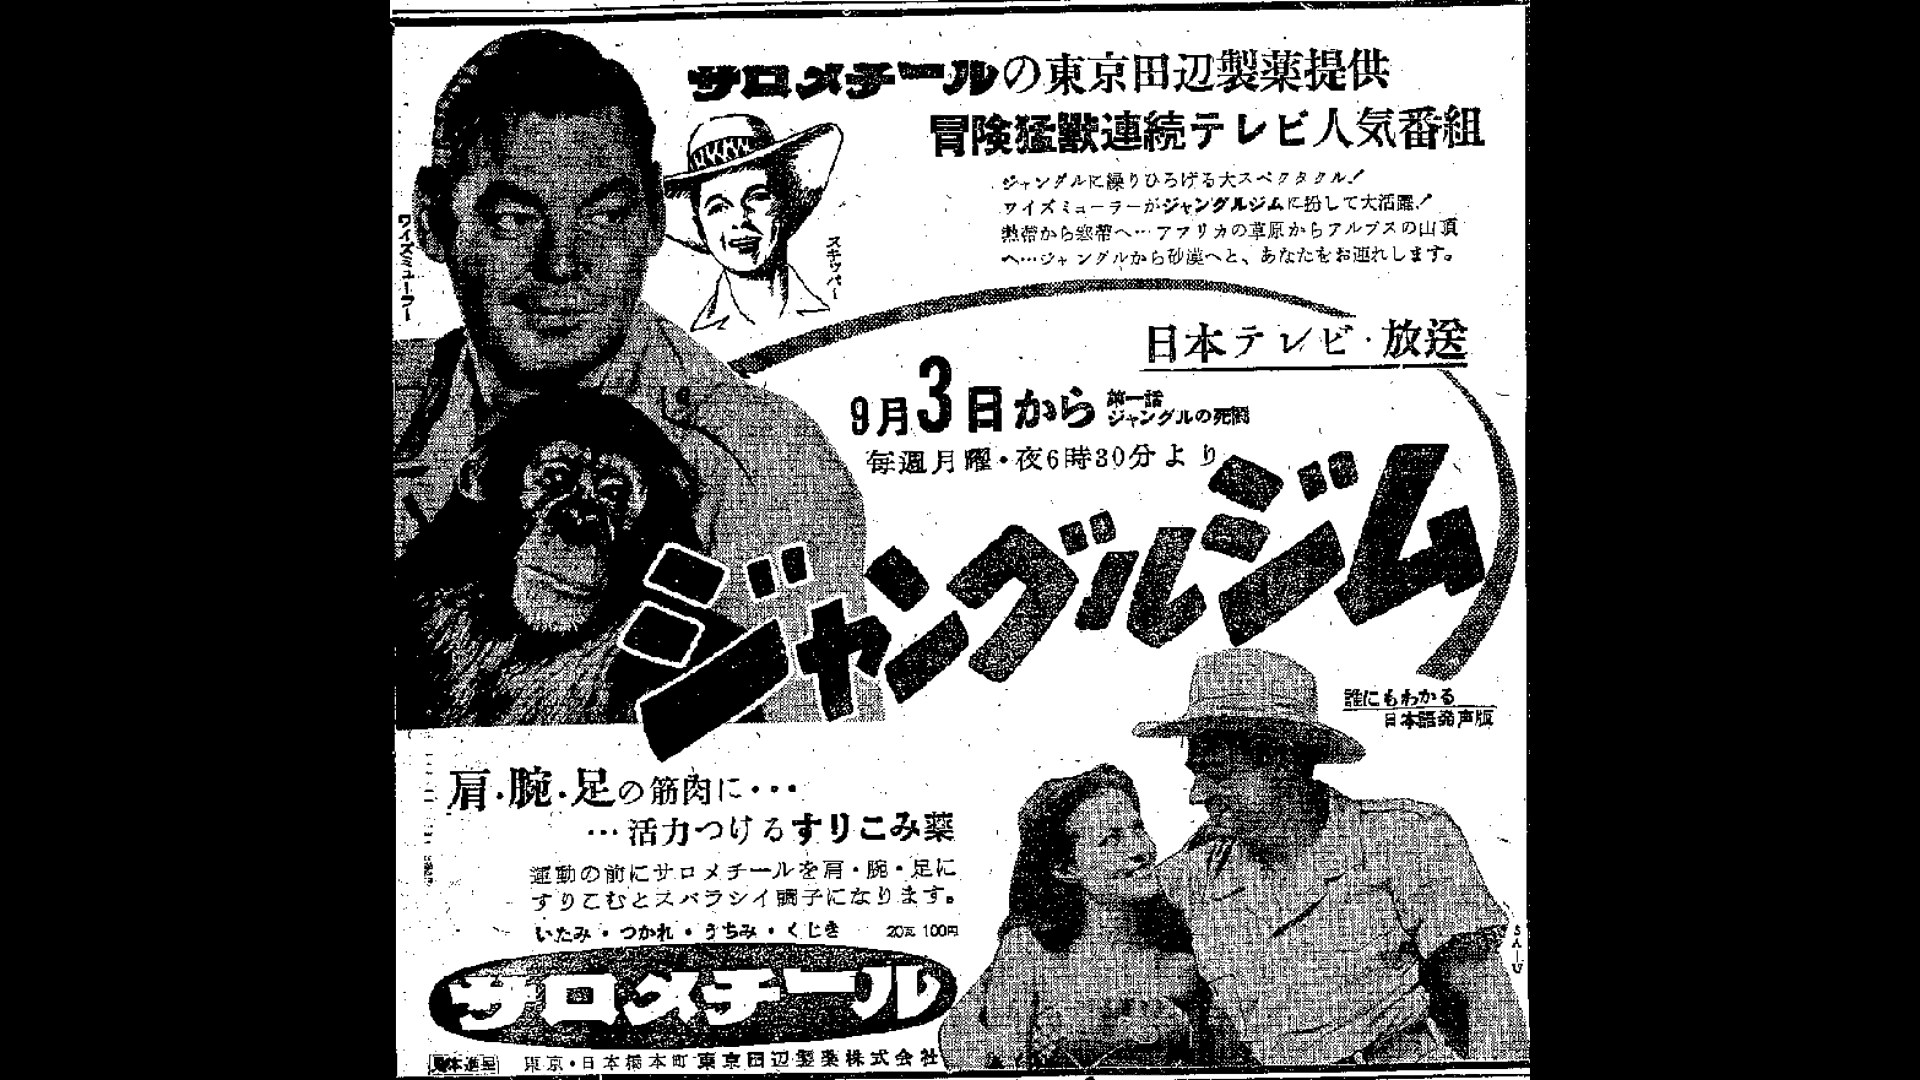 サロメチールの東京田辺製薬提供
冒険猛獣連続テレビ人気番組
ジャングルに繰りひろげる大スペクタクル！
ワイズミューラーがジャングルジムに扮して大活躍！
熱帯から寒帯へ…アフリカの草原からアルプスの山頂
へ…ジャングルから砂漠へと、あなたをお連れします。
ワイズミューラー
スキッパー
日本テレビ・放送
9月3日から
第一話
ジャングルの死闘
毎週月曜・夜6時30分より
ジャングルジム
誰にもわかる
日本語発声版
肩・腕・足の筋肉に…
…活力つけるすりこみ薬
運動の前にサロメチールを肩・腕・足に
すりこむとスバラシイ調子になります。
いたみ・つかれ・うちみ・くじき 20瓦 100円
サロメチール
見本進呈 東京・日本橋本町 東京田辺製薬株式会社